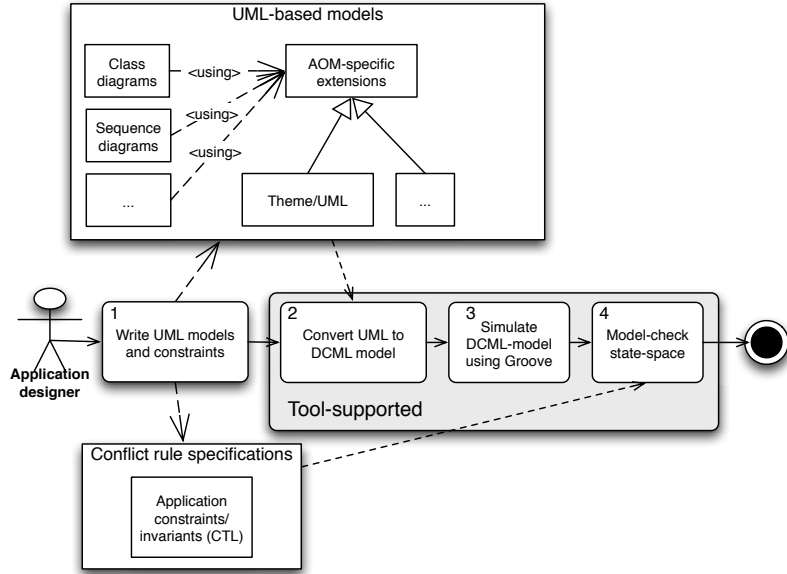 UML-based models
Class
diagrams
<using>
AOM-specific
extensions
Sequence
diagrams
<using>
<using>
...
Theme/UML
...
Application
designer
1
Write UML models
and constraints
2
Convert UML to
DCML model
3
Simulate
DCML-model
using Groove
4
Model-check
state-space
Tool-supported
Conflict rule specifications
Application
constraints/
invariants (CTL)